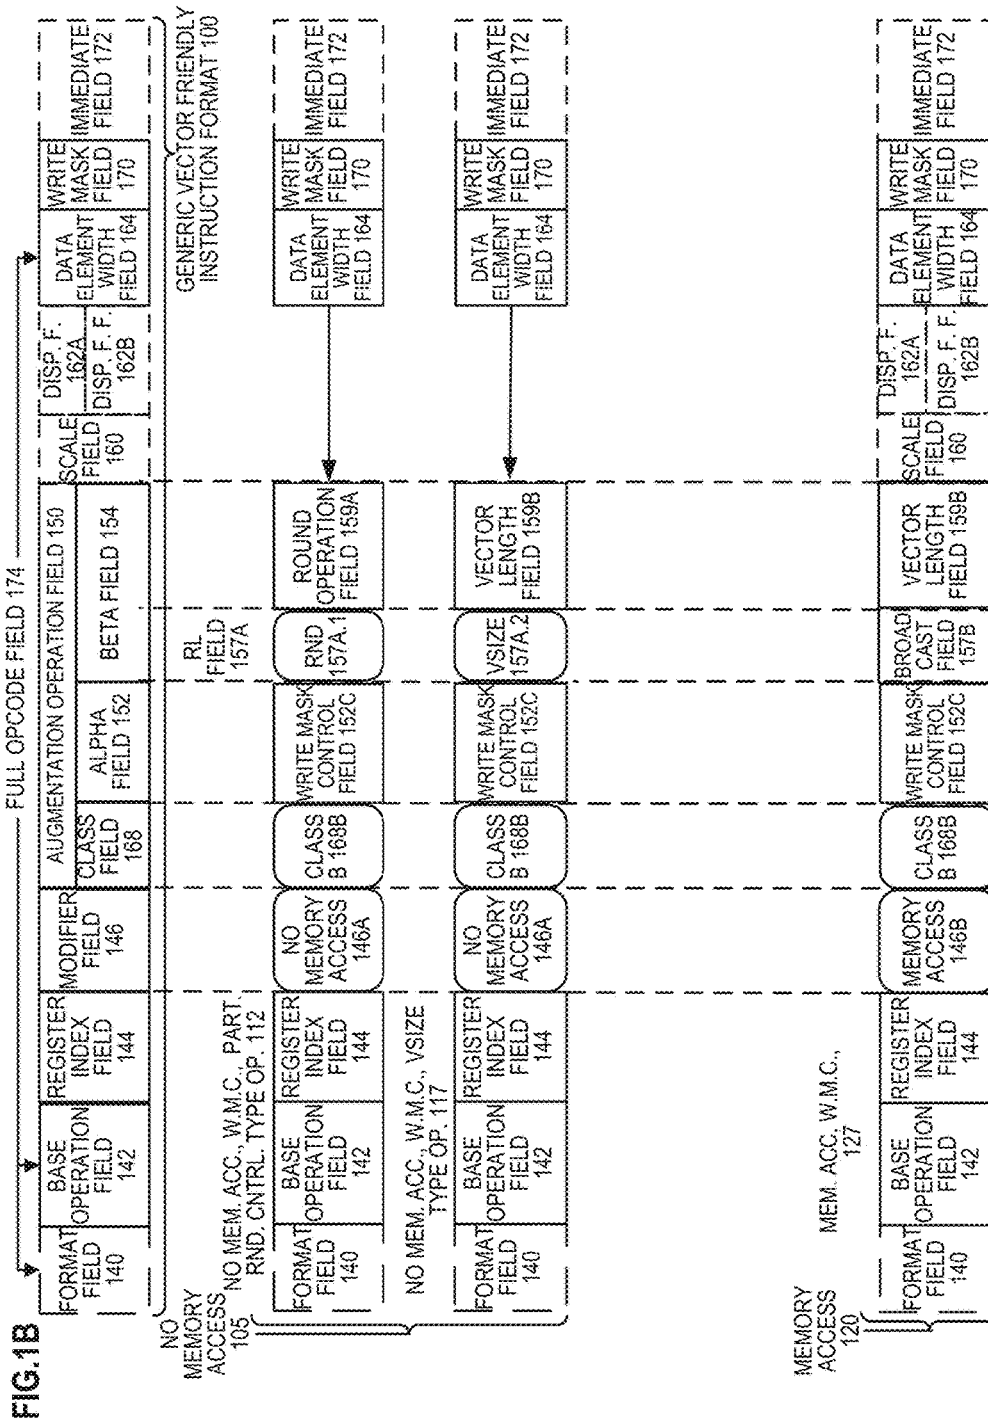 FIG.1B
FULL OPCODE FIELD 174
FORMAT
FIELD
140
BASE
OPERATION
FIELD
142
REGISTER
INDEX
FIELD
144
MODIFIER
FIELD
146
AUGMENTATION OPERATION FIELD 150
CLASS
FIELD
168
ALPHA
FIELD 152
BETA FIELD 154
SCALE
FIELD
160
DISP. F.
162A
DISP. F. F.
162B
DATA
ELEMENT
WIDTH
FIELD 164
WRITE
MASK
FIELD
170
IMMEDIATE
FIELD 172
GENERIC VECTOR FRIENDLY
INSTRUCTION FORMAT 100
NO
MEMORY
ACCESS
105
NO MEM. ACC., W.M.C., PART.
RND. CNTRL. TYPE OP. 112
RL
FIELD
157A
FORMAT
FIELD
140
BASE
OPERATION
FIELD
142
REGISTER
INDEX
FIELD
144
NO
MEMORY
ACCESS
146A
CLASS
B 168B
WRITE MASK
CONTROL
FIELD 152C
RND
157A.1
ROUND
OPERATION
FIELD 159A
DATA
ELEMENT
WIDTH
FIELD 164
WRITE
MASK
FIELD
170
IMMEDIATE
FIELD 172
NO MEM. ACC., W.M.C., VSIZE
TYPE OP. 117
FORMAT
FIELD
140
BASE
OPERATION
FIELD
142
REGISTER
INDEX
FIELD
144
NO
MEMORY
ACCESS
146A
CLASS
B 168B
WRITE MASK
CONTROL
FIELD 152C
VSIZE
157A.2
VECTOR
LENGTH
FIELD 159B
DATA
ELEMENT
WIDTH
FIELD 164
WRITE
MASK
FIELD
170
IMMEDIATE
FIELD 172
MEMORY
ACCESS
120
MEM. ACC, W.M.C.,
127
FORMAT
FIELD
140
BASE
OPERATION
FIELD
142
REGISTER
INDEX
FIELD
144
MEMORY
ACCESS
146B
CLASS
B 168B
WRITE MASK
CONTROL
FIELD 152C
BROAD
CAST
FIELD
157B
VECTOR
LENGTH
FIELD 159B
SCALE
FIELD
160
DISP. F.
162A
DISP. F. F.
162B
DATA
ELEMENT
WIDTH
FIELD 164
WRITE
MASK
FIELD
170
IMMEDIATE
FIELD 172